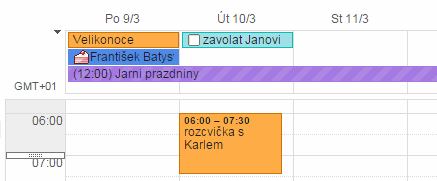 Po 9/3 Út 10/3 St 11/3
Velikonoce zavolat Janovi
František Batys
(12:00) Jarní prázdniny
GMT+01
06:00 06:00 – 07:30
rozcvička s
Karlem
07:00